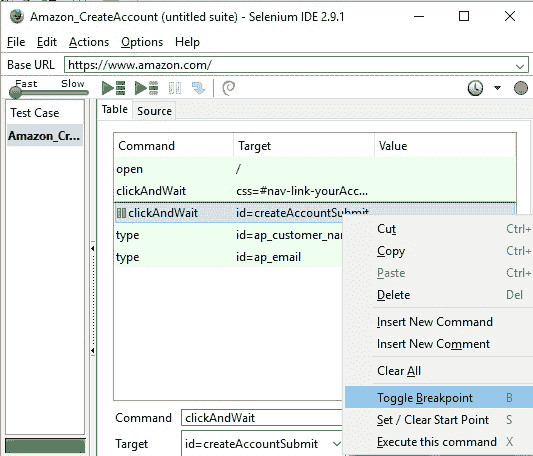 Amazon_CreateAccount (untitled suite) - Selenium IDE 2.9.1
File Edit Actions Options Help
Base URL https://www.amazon.com/
Fast Slow
Test Case
Amazon_Cr...
Table Source
Command Target Value
open /
clickAndWait css=#nav-link-yourAcc...
clickAndWait id=createAccountSubmit
type id=ap_customer_na
type id=ap_email
Cut Ctrl+
Copy Ctrl+
Paste Ctrl+
Delete Del
Insert New Command
Insert New Comment
Clear All
Toggle Breakpoint B
Set / Clear Start Point S
Execute this command X
Command clickAndWait
Target id=createAccountSubmit